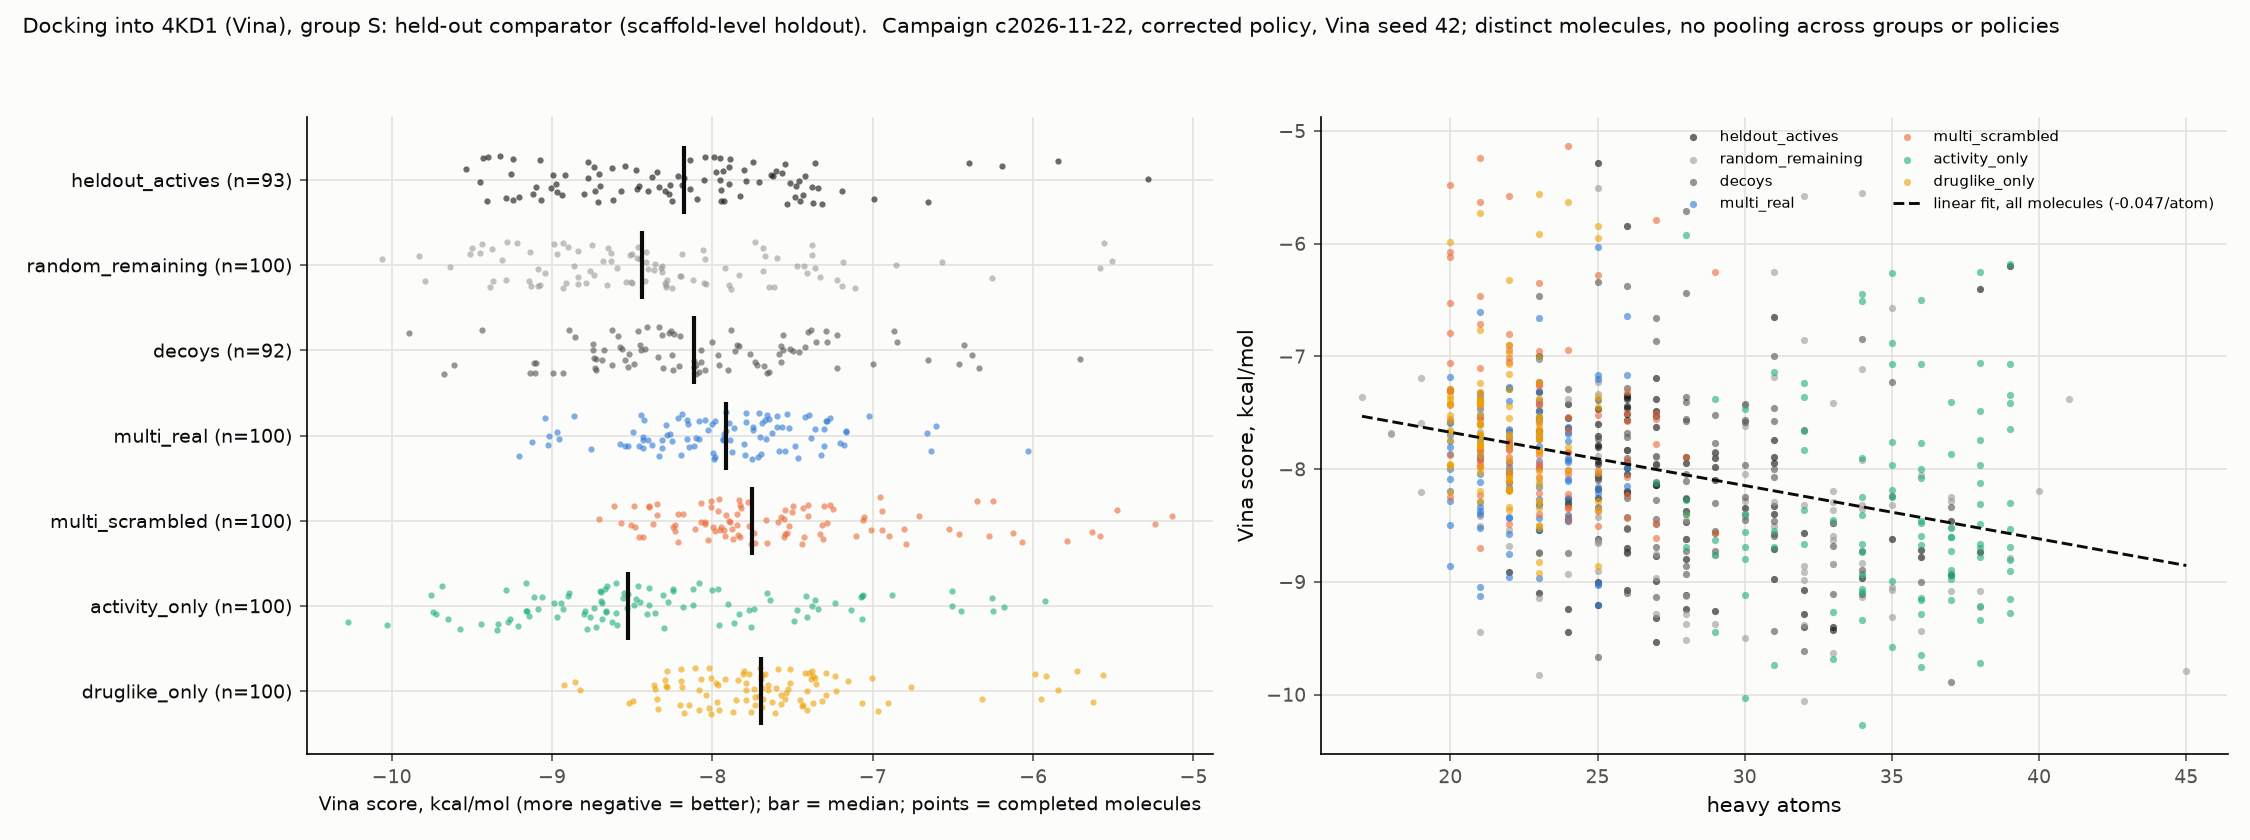 Docking into 4KD1 (Vina), group S: held-out comparator (scaffold-level holdout).  Campaign c2026-11-22, corrected policy, Vina seed 42; distinct molecules, no pooling across groups or policies
heldout_actives (n=93)
random_remaining (n=100)
decoys (n=92)
multi_real (n=100)
multi_scrambled (n=100)
activity_only (n=100)
druglike_only (n=100)
−10 −9 −8 −7 −6 −5
Vina score, kcal/mol (more negative = better); bar = median; points = completed molecules
Vina score, kcal/mol
−5
−6
−7
−8
−9
−10
heldout_actives
random_remaining
decoys
multi_real
multi_scrambled
activity_only
druglike_only
linear fit, all molecules (-0.047/atom)
20 25 30 35 40 45
heavy atoms